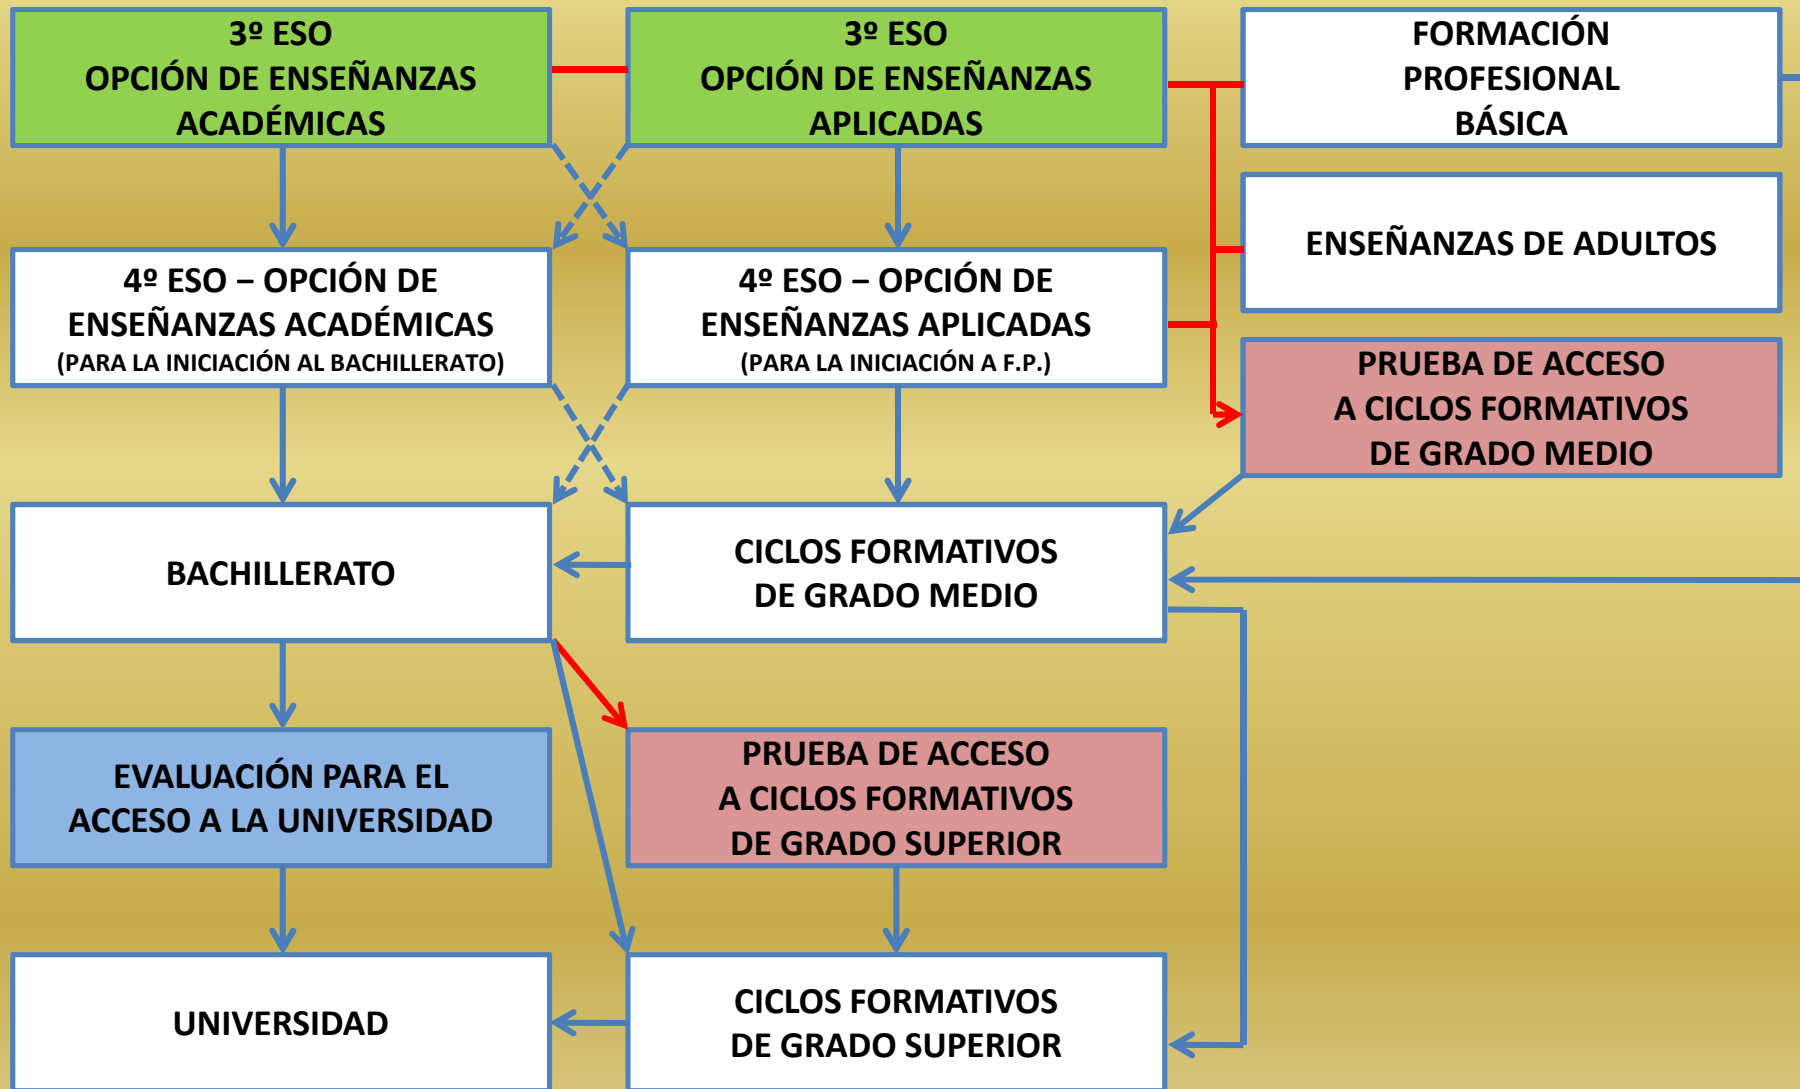 3º ESO
OPCIÓN DE ENSEÑANZAS
ACADÉMICAS
3º ESO
OPCIÓN DE ENSEÑANZAS
APLICADAS
FORMACIÓN
PROFESIONAL
BÁSICA
ENSEÑANZAS DE ADULTOS
4º ESO – OPCIÓN DE
ENSEÑANZAS ACADÉMICAS
(PARA LA INICIACIÓN AL BACHILLERATO)
4º ESO – OPCIÓN DE
ENSEÑANZAS APLICADAS
(PARA LA INICIACIÓN A F.P.)
PRUEBA DE ACCESO
A CICLOS FORMATIVOS
DE GRADO MEDIO
BACHILLERATO
CICLOS FORMATIVOS
DE GRADO MEDIO
EVALUACIÓN PARA EL
ACCESO A LA UNIVERSIDAD
PRUEBA DE ACCESO
A CICLOS FORMATIVOS
DE GRADO SUPERIOR
UNIVERSIDAD
CICLOS FORMATIVOS
DE GRADO SUPERIOR